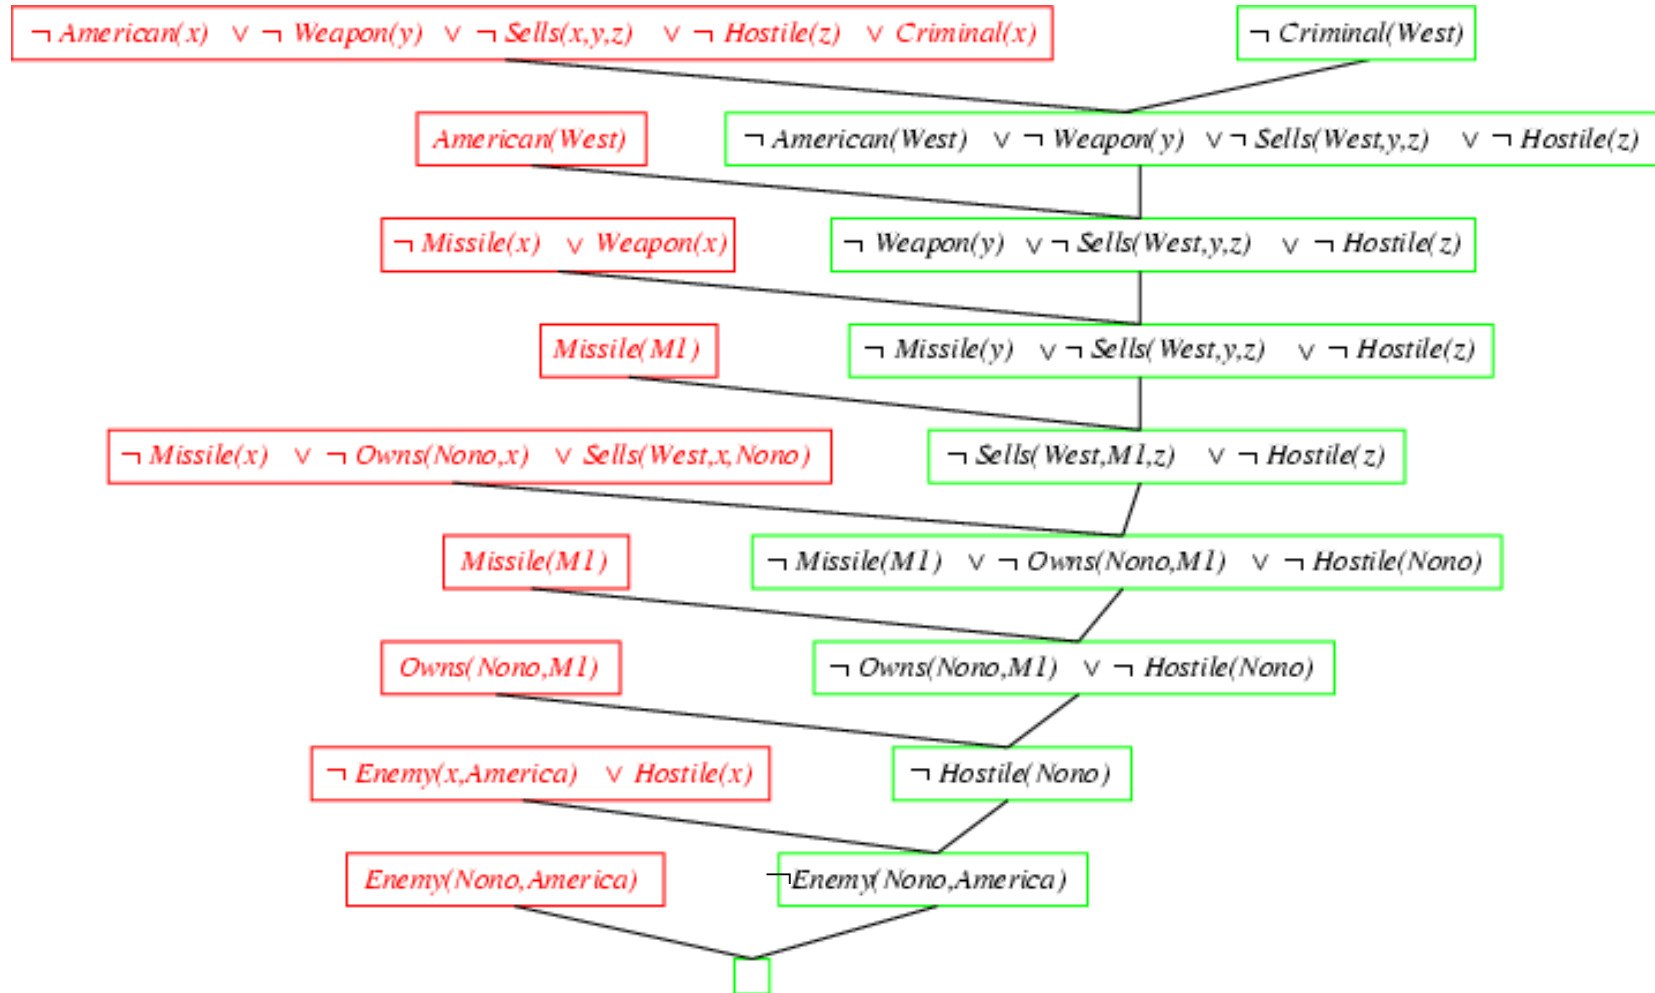 ¬ American(x) ∨ ¬ Weapon(y) ∨ ¬ Sells(x,y,z) ∨ ¬ Hostile(z) ∨ Criminal(x)
¬ Criminal(West)
American(West)
¬ American(West) ∨ ¬ Weapon(y) ∨ ¬ Sells(West,y,z) ∨ ¬ Hostile(z)
¬ Missile(x) ∨ Weapon(x)
¬ Weapon(y) ∨ ¬ Sells(West,y,z) ∨ ¬ Hostile(z)
Missile(M1)
¬ Missile(y) ∨ ¬ Sells(West,y,z) ∨ ¬ Hostile(z)
¬ Missile(x) ∨ ¬ Owns(Nono,x) ∨ Sells(West,x,Nono)
¬ Sells(West,M1,z) ∨ ¬ Hostile(z)
Missile(M1)
¬ Missile(M1) ∨ ¬ Owns(Nono,M1) ∨ ¬ Hostile(Nono)
Owns(Nono,M1)
¬ Owns(Nono,M1) ∨ ¬ Hostile(Nono)
¬ Enemy(x,America) ∨ Hostile(x)
¬ Hostile(Nono)
Enemy(Nono,America)
¬Enemy(Nono,America)